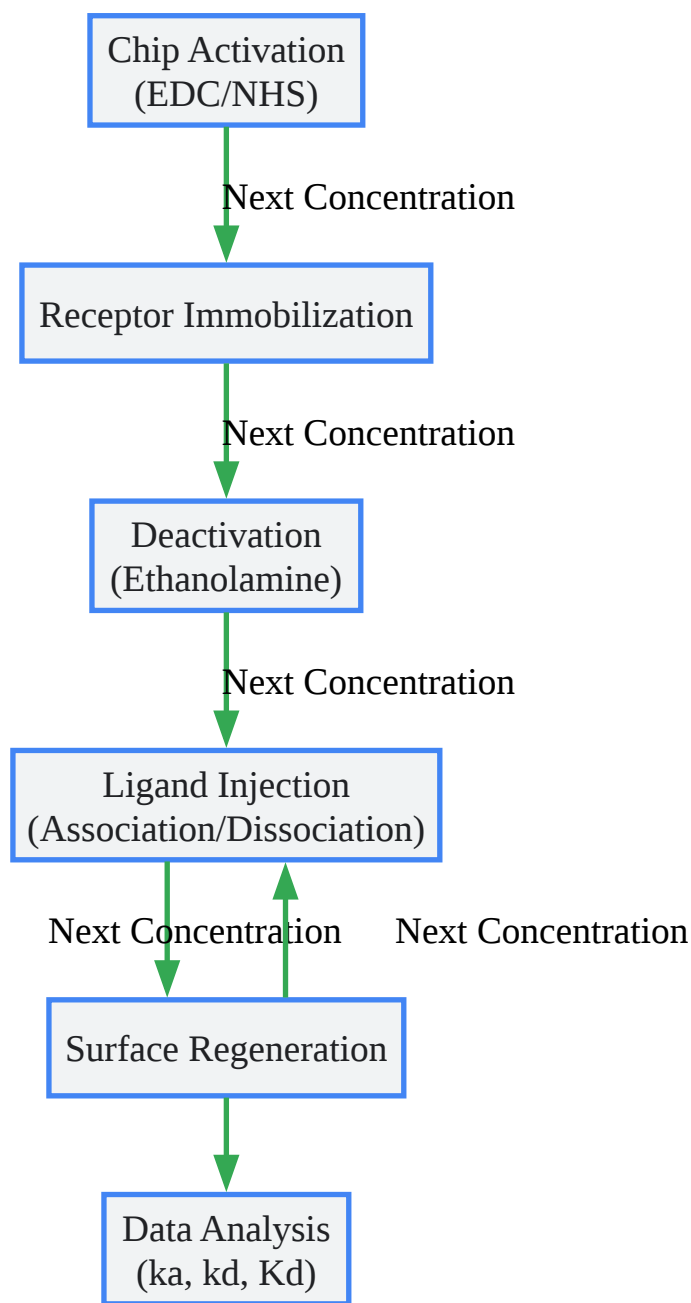 Chip Activation
(EDC/NHS)
Next Concentration
Receptor Immobilization
Next Concentration
Deactivation
(Ethanolamine)
Next Concentration
Ligand Injection
(Association/Dissociation)
Next Concentration
Next Concentration
Surface Regeneration
Data Analysis
(ka, kd, Kd)